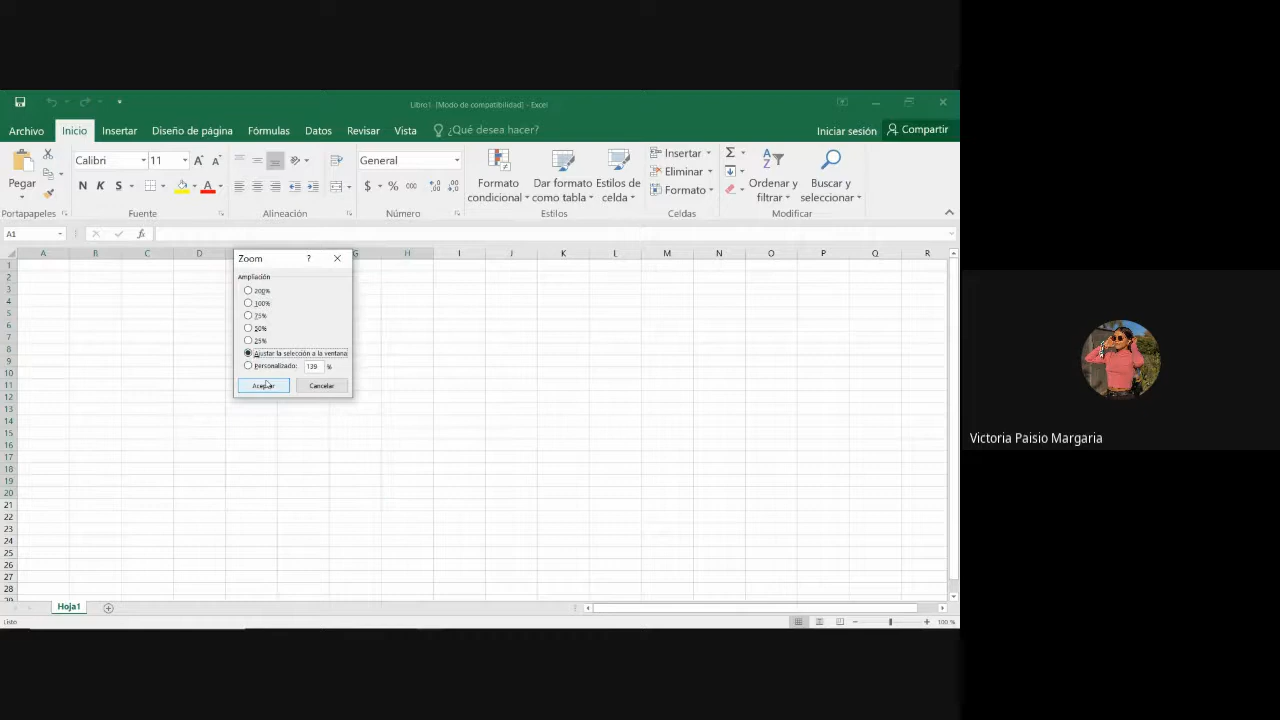 Libro1 [Modo de compatibilidad] - Excel
Archivo Inicio Insertar Diseño de página Fórmulas Datos Revisar Vista ¿Qué desea hacer? Iniciar sesión Compartir
Pegar
Calibri 11
N K S A
General
$ % 000
Formato condicional
Dar formato como tabla
Estilos de celda
Insertar
Eliminar
Formato
Σ
Ordenar y filtrar
Buscar y seleccionar
Portapapeles Fuente Alineación Número Estilos Celdas Modificar
A1 fx
A B C D G H I J K L M N O P Q R
1
2
3
4
5
6
7
8
9
10
11
12
13
14
15
16
17
18
19
20
21
22
23
24
25
26
27
28
Zoom ?
Ampliación
200%
100%
75%
50%
25%
Ajustar la selección a la ventana
Personalizado: 139 %
Aceptar Cancelar
Hoja1
Listo 100 %
Victoria Paisio Margaria